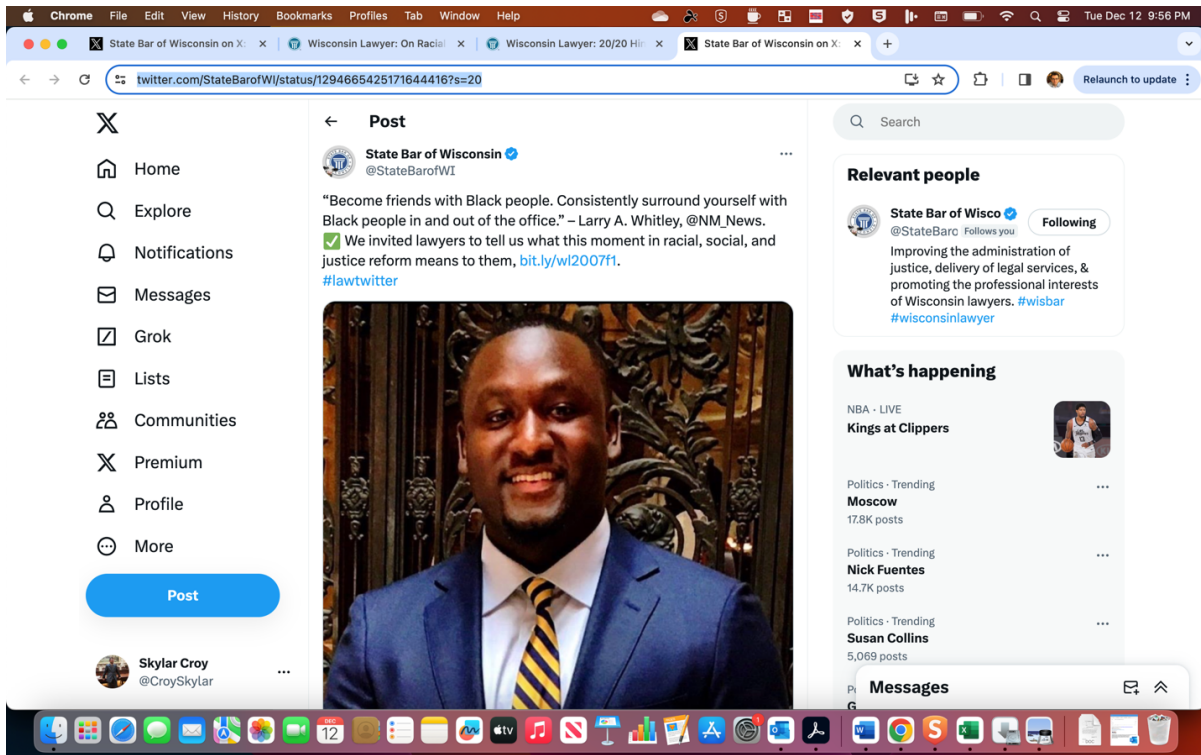 Chrome File Edit View History Bookmarks Profiles Tab Window Help Tue Dec 12 9:56 PM
State Bar of Wisconsin on X: Wisconsin Lawyer: On Racial Wisconsin Lawyer: 20/20 Hin State Bar of Wisconsin on X:
twitter.com/StateBarofWI/status/1294665425171644416?s=20 Relaunch to update
Home
Explore
Notifications
Messages
Grok
Lists
Communities
Premium
Profile
More
Post
Skylar Croy
@CroySkylar
Post
State Bar of Wisconsin
@StateBarofWI
“Become friends with Black people. Consistently surround yourself with
Black people in and out of the office.” – Larry A. Whitley, @NM_News.
✅ We invited lawyers to tell us what this moment in racial, social, and
justice reform means to them, bit.ly/wl2007f1.
#lawtwitter
Search
Relevant people
State Bar of Wisco
@StateBarc Follows you
Following
Improving the administration of
justice, delivery of legal services, &
promoting the professional interests
of Wisconsin lawyers. #wisbar
#wisconsinlawyer
What’s happening
NBA · LIVE
Kings at Clippers
Politics · Trending
Moscow
17.8K posts
Politics · Trending
Nick Fuentes
14.7K posts
Politics · Trending
Susan Collins
5,069 posts
Messages
DEC
12
tv
1